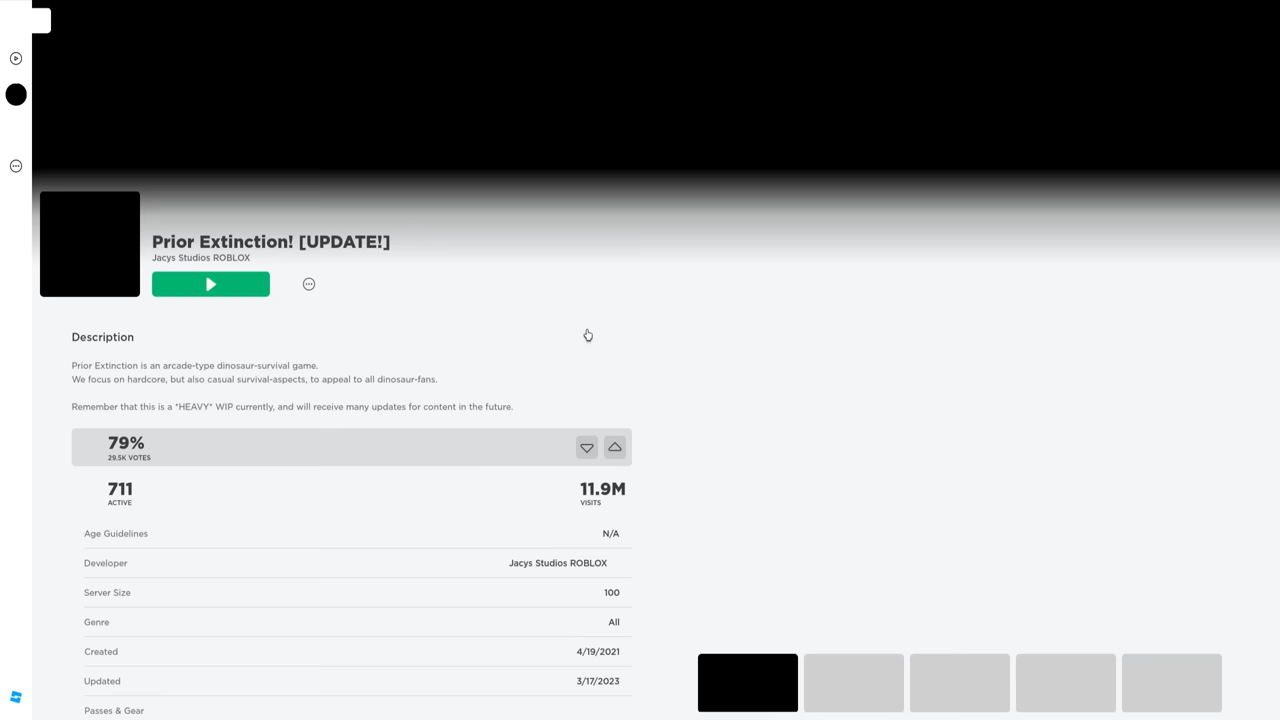 Prior Extinction! [UPDATE!]
Jacys Studios ROBLOX
Description
Prior Extinction is an arcade-type dinosaur-survival game.
We focus on hardcore, but also casual survival-aspects, to appeal to all dinosaur-fans.
Remember that this is a *HEAVY* WIP currently, and will receive many updates for content in the future.
79%
29.5K VOTES
711
ACTIVE
11.9M
VISITS
Age Guidelines N/A
Developer Jacys Studios ROBLOX
Server Size 100
Genre All
Created 4/19/2021
Updated 3/17/2023
Passes & Gear